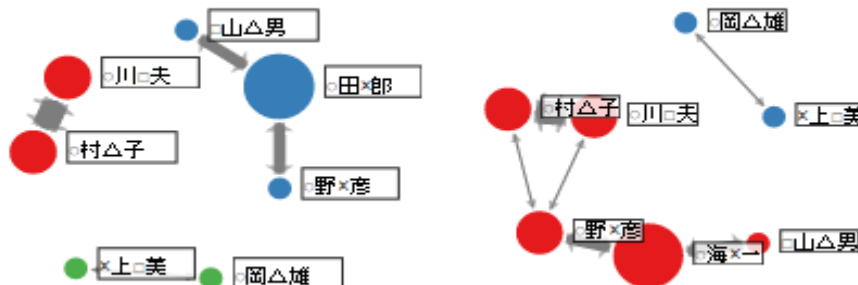 □山△男
○川□夫
○田×郎
○村△子
○野×彦
×上□美
○岡△雄
○岡△雄
○村△子
○川□夫
×上□美
○野×彦
○海×一
□山△男